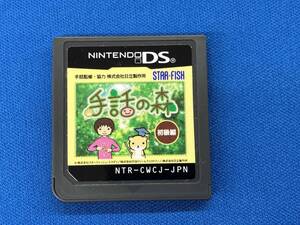 NINTENDO DS
手話監修・協力 株式会社日立製作所 STAR-FISH
手話の森
初級編
NTR-CWCJ-JPN